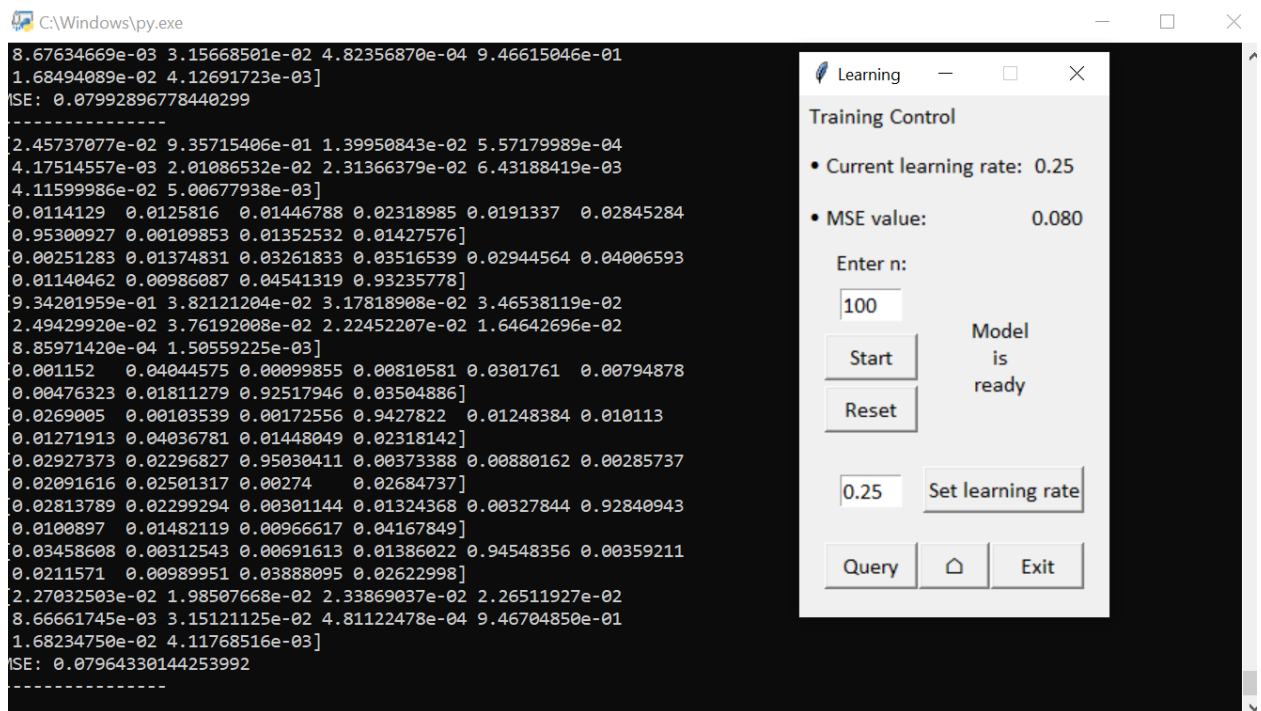 C:\Windows\py.exe
8.67634669e-03 3.15668501e-02 4.82356870e-04 9.46615046e-01
1.68494089e-02 4.12691723e-03]
MSE: 0.07992896778440299
----------------
[2.45737077e-02 9.35715406e-01 1.39950843e-02 5.57179989e-04
4.17514557e-03 2.01086532e-02 2.31366379e-02 6.43188419e-03
4.11599986e-02 5.00677938e-03]
[0.0114129  0.0125816  0.01446788 0.02318985 0.0191337  0.02845284
0.95300927 0.00109853 0.01352532 0.01427576]
[0.00251283 0.01374831 0.03261833 0.03516539 0.02944564 0.04006593
0.01140462 0.00986087 0.04541319 0.93235778]
[9.34201959e-01 3.82121204e-02 3.17818908e-02 3.46538119e-02
2.49429920e-02 3.76192008e-02 2.22452207e-02 1.64642696e-02
8.85971420e-04 1.50559225e-03]
[0.001152   0.04044575 0.00099855 0.00810581 0.0301761  0.00794878
0.00476323 0.01811279 0.92517946 0.03504886]
[0.0269005  0.00103539 0.00172556 0.9427822  0.01248384 0.010113
0.01271913 0.04036781 0.01448049 0.02318142]
[0.02927373 0.02296827 0.95030411 0.00373388 0.00880162 0.00285737
0.02091616 0.02501317 0.00274    0.02684737]
[0.02813789 0.02299294 0.00301144 0.01324368 0.00327844 0.92840943
0.0100897  0.01482119 0.00966617 0.04167849]
[0.03458608 0.00312543 0.00691613 0.01386022 0.94548356 0.00359211
0.0211571  0.00989951 0.03888095 0.02622998]
[2.27032503e-02 1.98507668e-02 2.33869037e-02 2.26511927e-02
8.66661745e-03 3.15121125e-02 4.81122478e-04 9.46704850e-01
1.68234750e-02 4.11768516e-03]
MSE: 0.07964330144253992
----------------
Learning
Training Control
• Current learning rate: 0.25
• MSE value: 0.080
Enter n:
100
Start
Reset
Model
is
ready
0.25
Set learning rate
Query
⌂
Exit